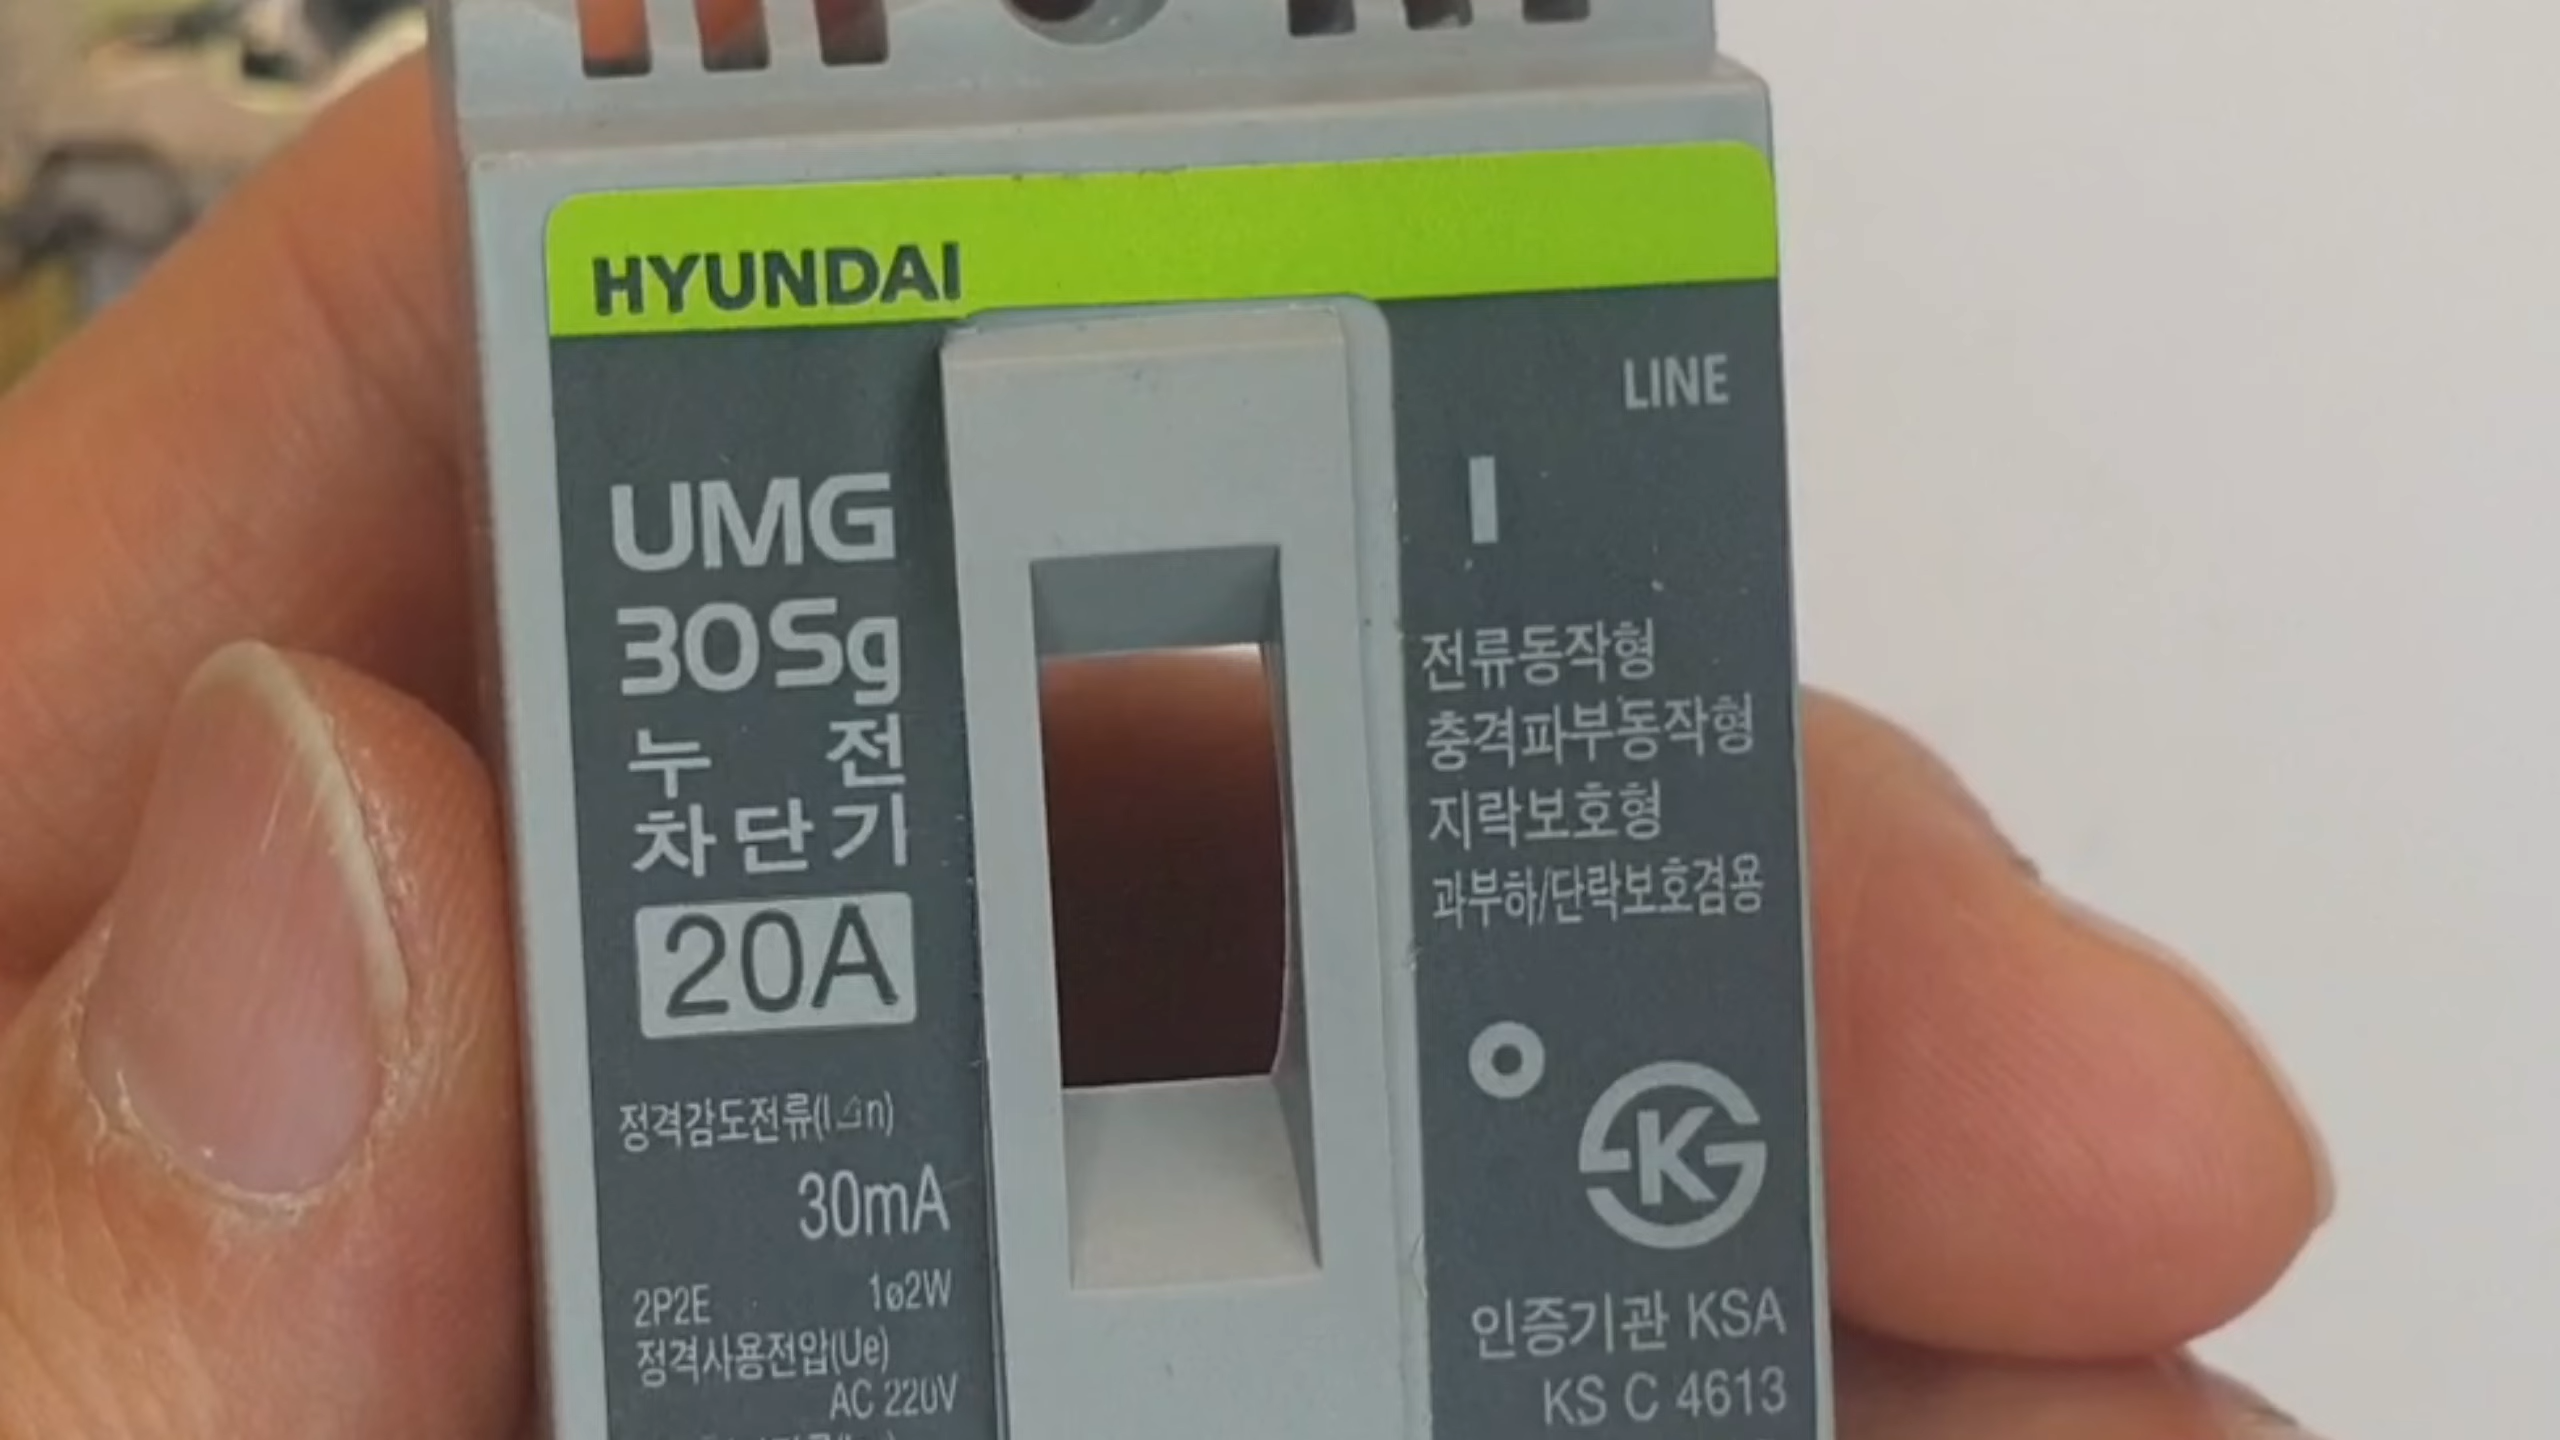 HYUNDAI
LINE
UMG
30Sg
누 전
차단기
20A
정격감도전류(I⊿n)
30mA
2P2E 1ø2W
정격사용전압(Ue)
AC 220V
I
전류동작형
충격파부동작형
지락보호형
과부하/단락보호겸용
O
인증기관 KSA
KS C 4613